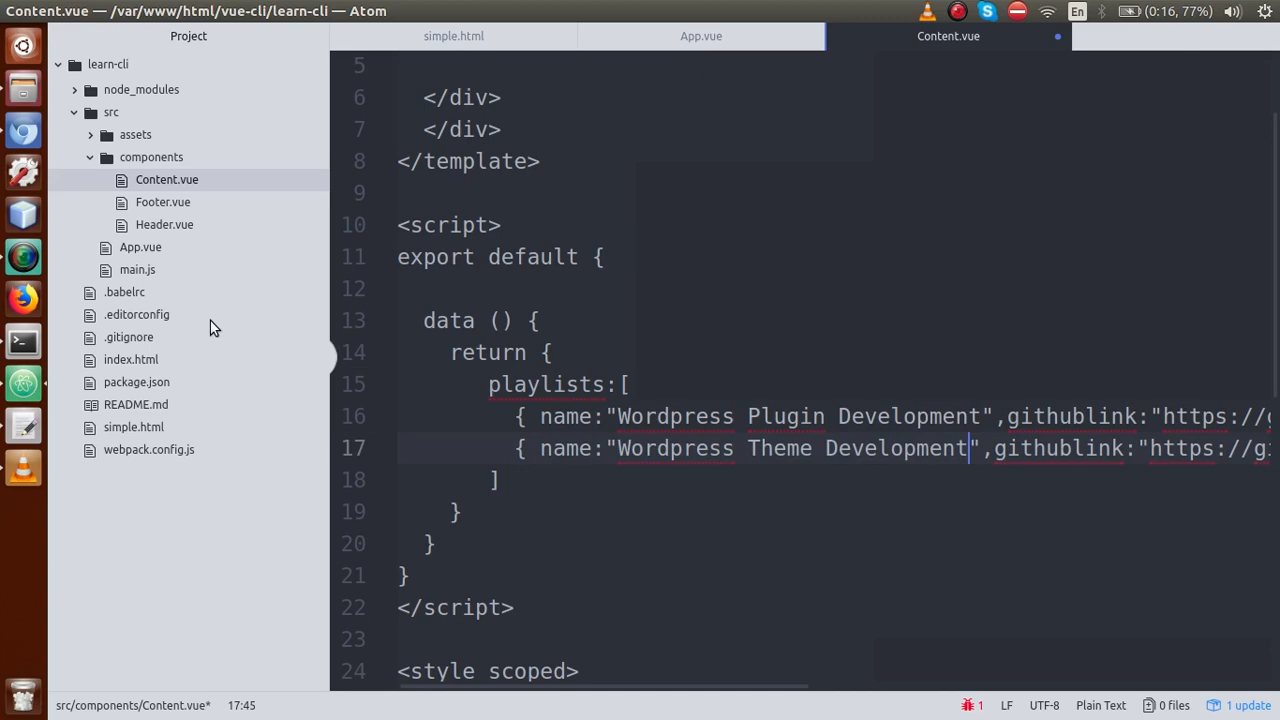 Content.vue — /var/www/html/vue-cli/learn-cli — Atom
En
(0:16, 77%)
Project
simple.html
App.vue
Content.vue
learn-cli
node_modules
src
assets
components
Content.vue
Footer.vue
Header.vue
App.vue
main.js
.babelrc
.editorconfig
.gitignore
index.html
package.json
README.md
simple.html
webpack.config.js
5
6 </div>
7 </div>
8 </template>
9
10 <script>
11 export default {
12
13 data () {
14 return {
15 playlists:[
16 { name:"Wordpress Plugin Development",githublink:"https://g
17 { name:"Wordpress Theme Development",githublink:"https://gi
18 ]
19 }
20 }
21 }
22 </script>
23
24 <style scoped>
src/components/Content.vue* 17:45 1 LF UTF-8 Plain Text 0 files 1 update